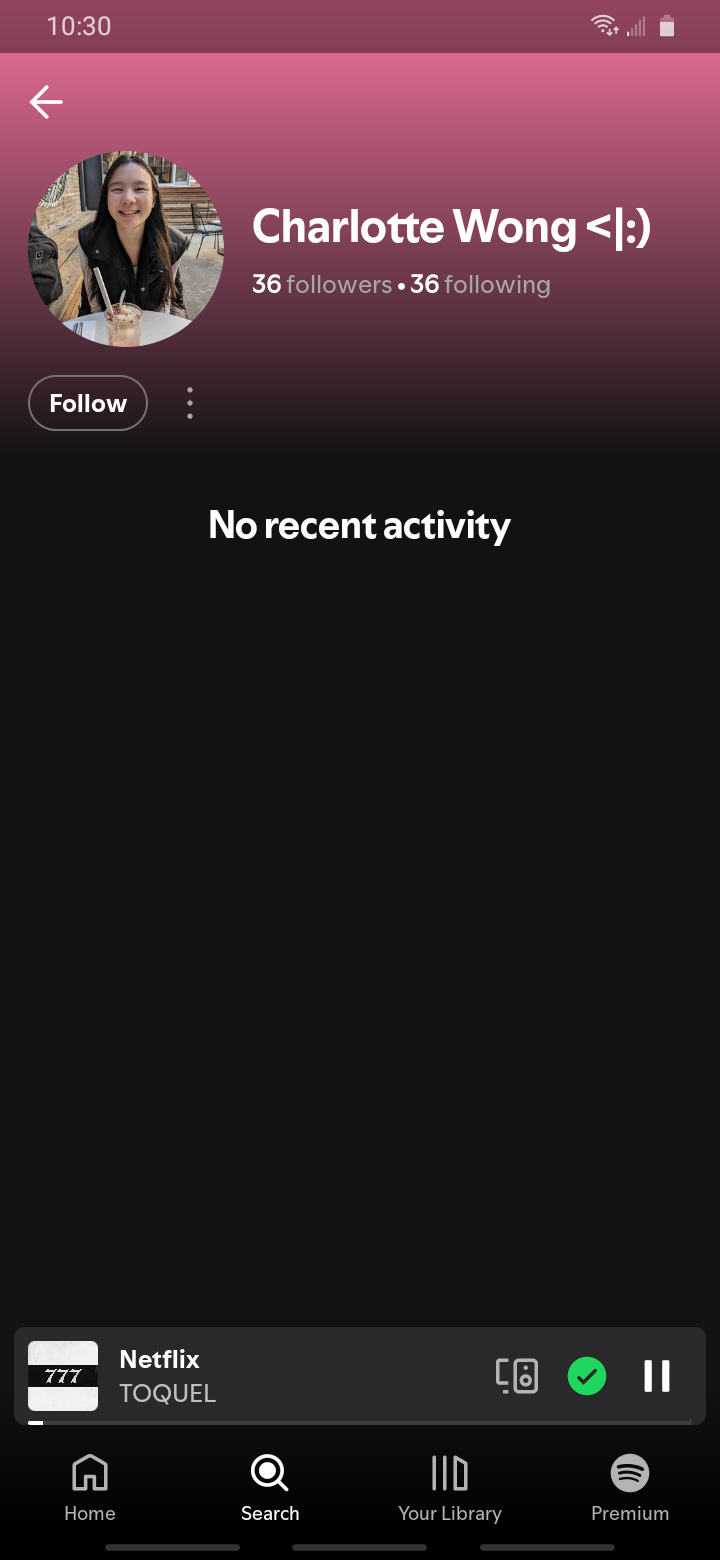 10:30
Charlotte Wong <|:)
36 followers • 36 following
Follow
No recent activity
777
Netflix
TOQUEL
Home
Search
Your Library
Premium